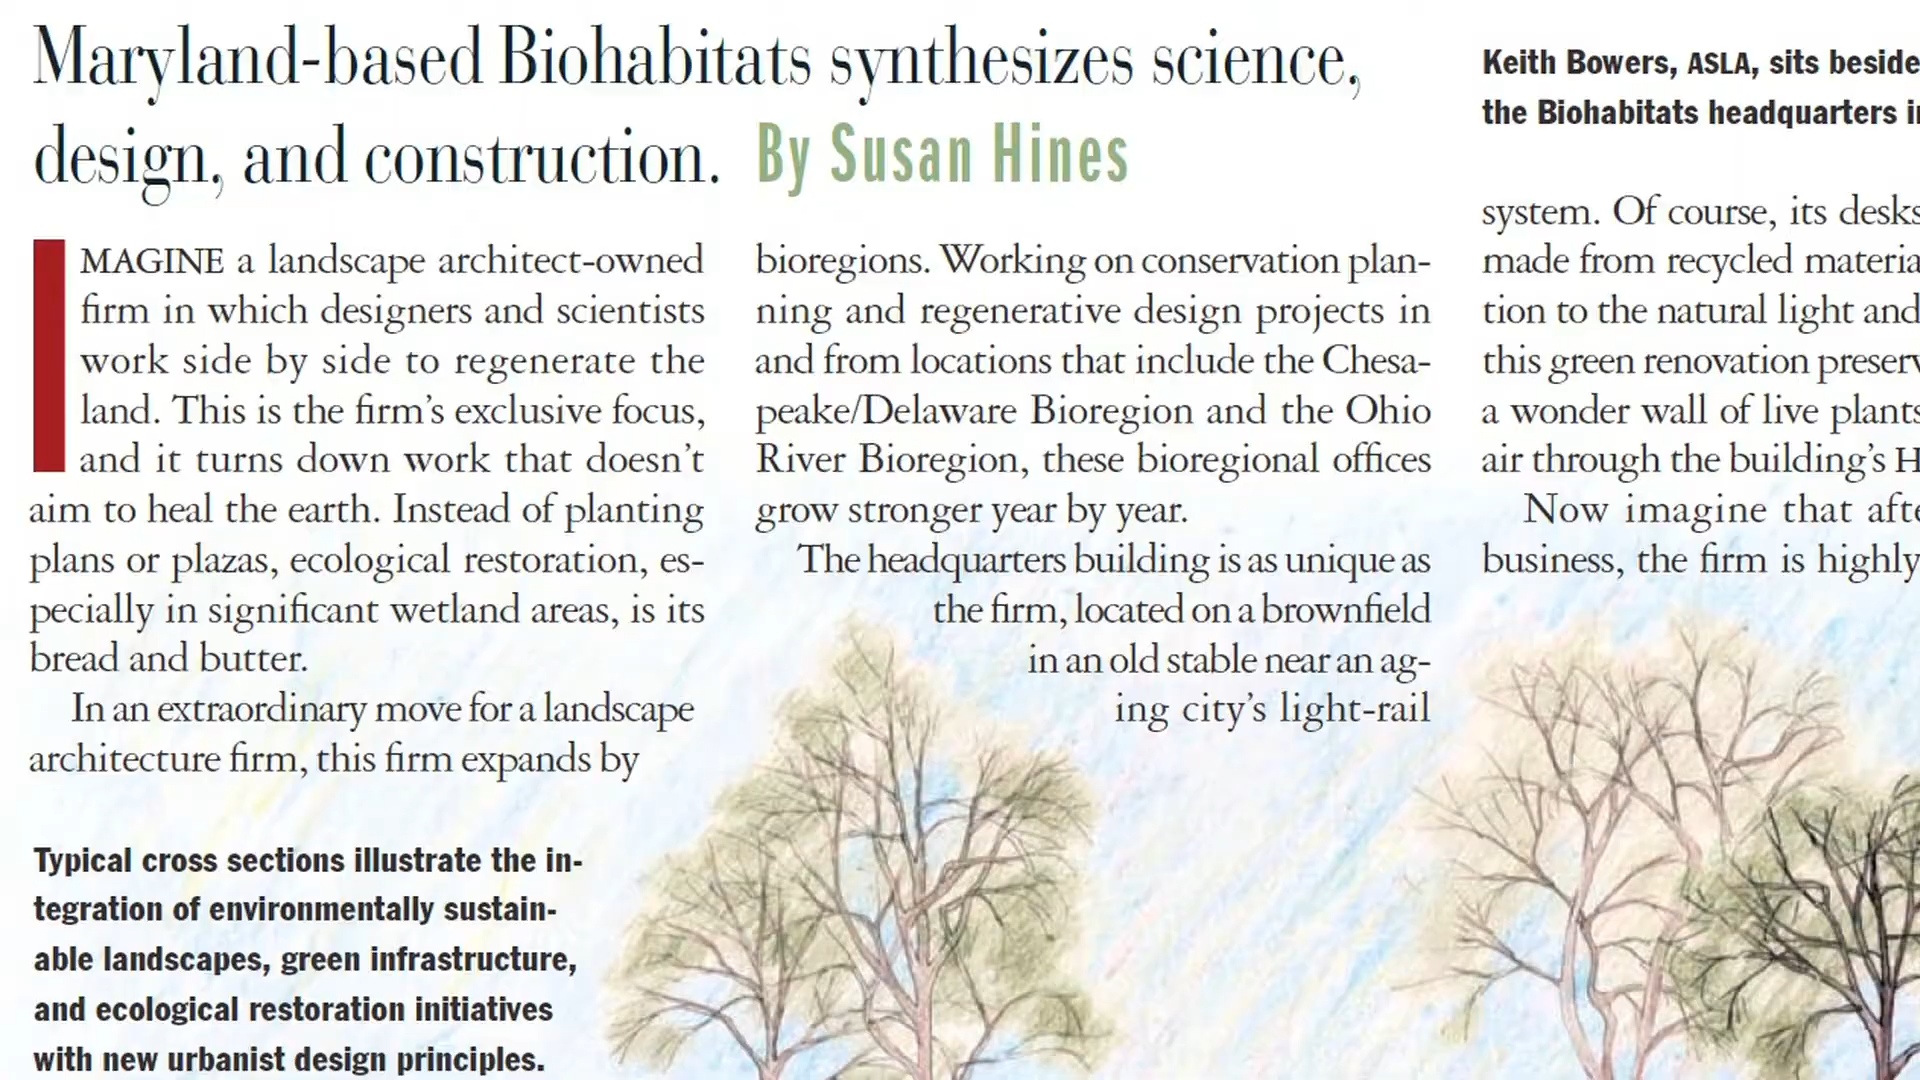 Maryland-based Biohabitats synthesizes science,
design, and construction. By Susan Hines
IMAGINE a landscape architect-owned
firm in which designers and scientists
work side by side to regenerate the
land. This is the firm's exclusive focus,
and it turns down work that doesn't
aim to heal the earth. Instead of planting
plans or plazas, ecological restoration, es-
pecially in significant wetland areas, is its
bread and butter.
In an extraordinary move for a landscape
architecture firm, this firm expands by
Typical cross sections illustrate the in-
tegration of environmentally sustain-
able landscapes, green infrastructure,
and ecological restoration initiatives
with new urbanist design principles.
bioregions. Working on conservation plan-
ning and regenerative design projects in
and from locations that include the Chesa-
peake/Delaware Bioregion and the Ohio
River Bioregion, these bioregional offices
grow stronger year by year.
The headquarters building is as unique as
the firm, located on a brownfield
in an old stable near an ag-
ing city's light-rail
Keith Bowers, ASLA, sits beside
the Biohabitats headquarters
system. Of course, its desks
made from recycled
tion to the natural light and
this green renovation
a wonder wall of live plants
air through the building's
Now imagine that
business, the firm is highly